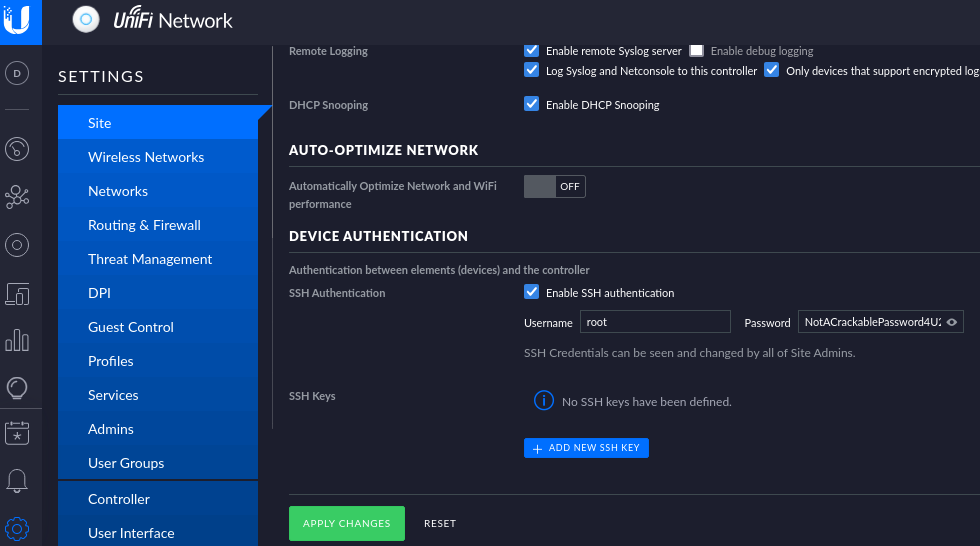 UniFi Network
D
SETTINGS
Site
Wireless Networks
Networks
Routing & Firewall
Threat Management
DPI
Guest Control
Profiles
Services
Admins
User Groups
Controller
User Interface
Remote Logging
Enable remote Syslog server Enable debug logging
Log Syslog and Netconsole to this controller Only devices that support encrypted log
DHCP Snooping
Enable DHCP Snooping
AUTO-OPTIMIZE NETWORK
Automatically Optimize Network and WiFi
performance
OFF
DEVICE AUTHENTICATION
Authentication between elements (devices) and the controller
SSH Authentication
Enable SSH authentication
Username root Password NotACrackablePassword4U2
SSH Credentials can be seen and changed by all of Site Admins.
SSH Keys
No SSH keys have been defined.
+ ADD NEW SSH KEY
APPLY CHANGES RESET